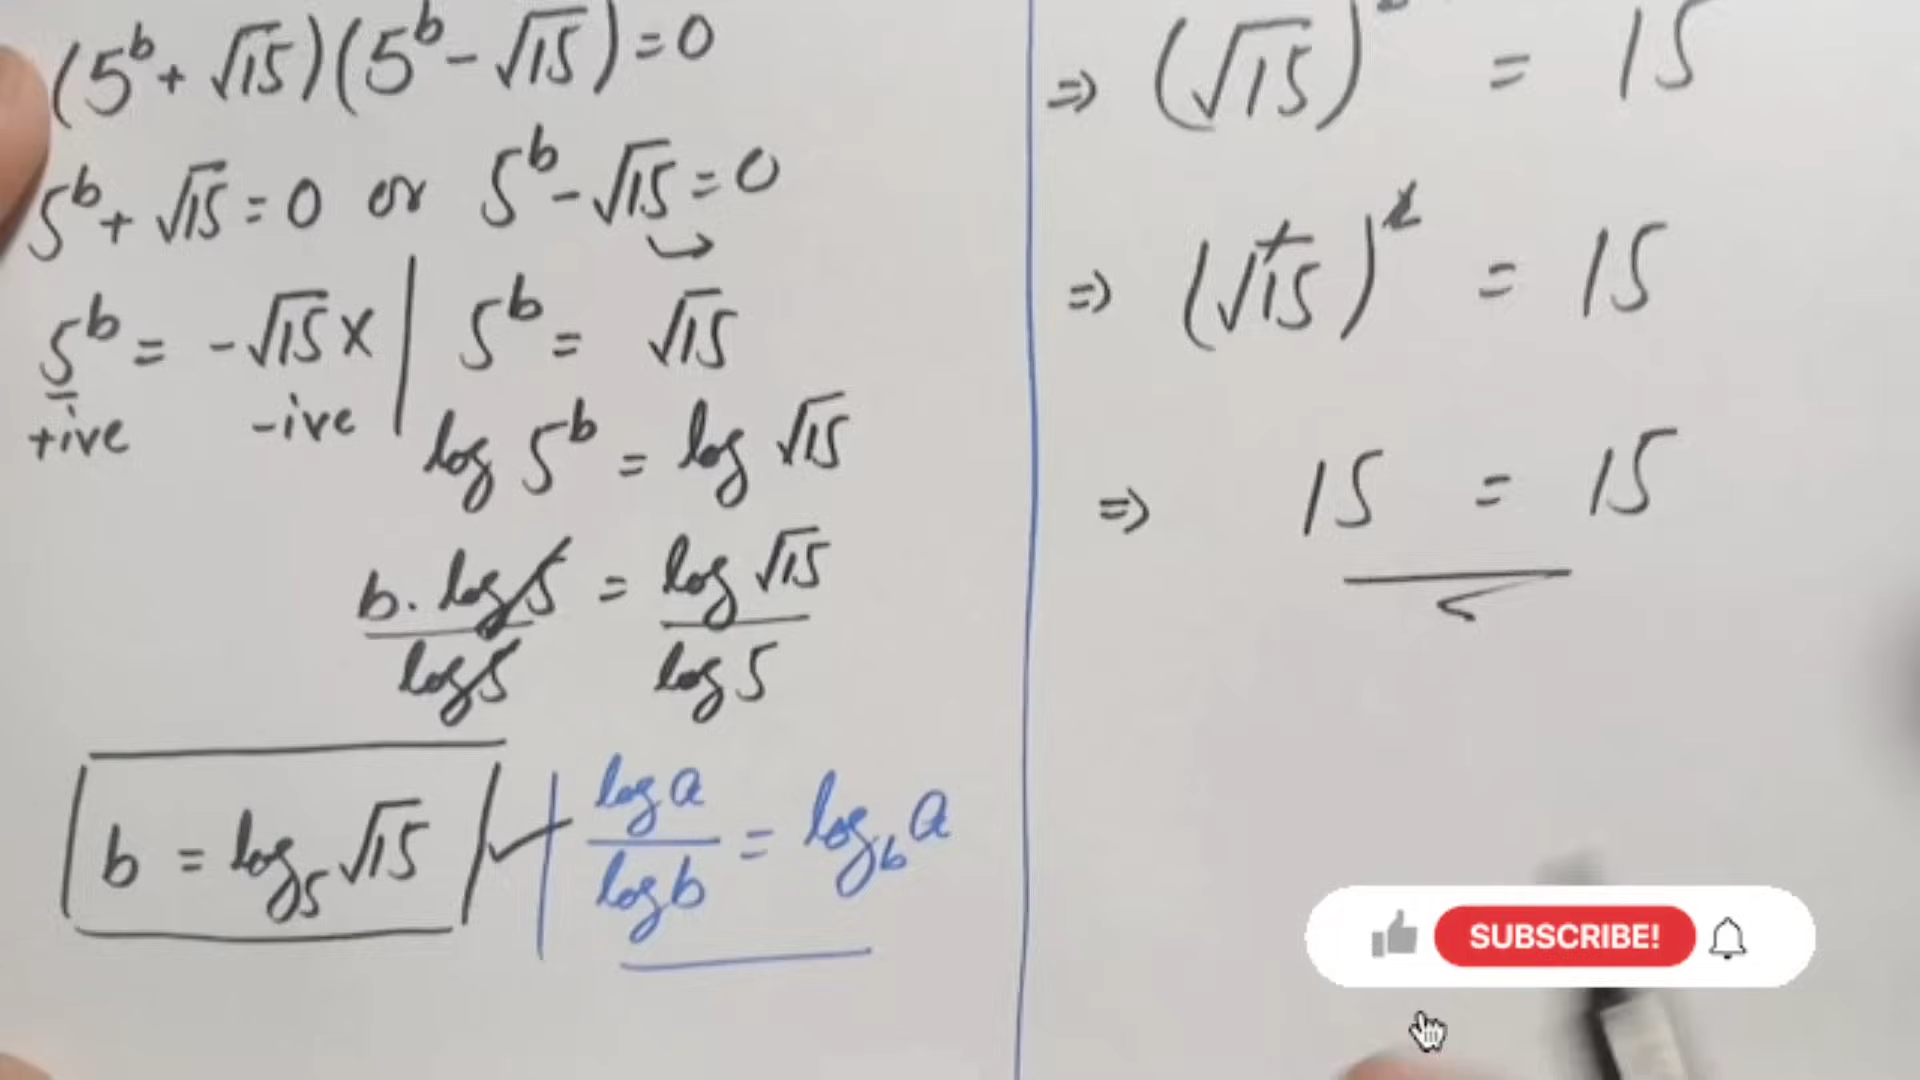 (5^b + √15)(5^b - √15) = 0
5^b + √15 = 0 or 5^b - √15 = 0
5^b = -√15 × | 5^b = √15
+ive -ive
log 5^b = log √15
b. log 5 / log 5 = log √15 / log 5
b = log₅ √15 ✓ | log a / log b = log_b a
⇒ (√15)^2 = 15
⇒ (√15)^2 = 15
⇒ 15 = 15
SUBSCRIBE!